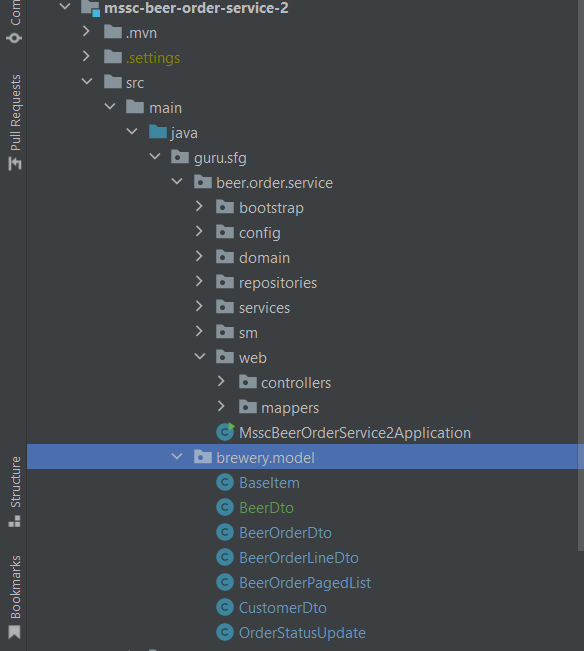 mssc-beer-order-service-2
.mvn
.settings
src
main
java
guru.sfg
beer.order.service
bootstrap
config
domain
repositories
services
sm
web
controllers
mappers
MsscBeerOrderService2Application
brewery.model
BaseItem
BeerDto
BeerOrderDto
BeerOrderLineDto
BeerOrderPagedList
CustomerDto
OrderStatusUpdate
Com
Pull Requests
Structure
Bookmarks